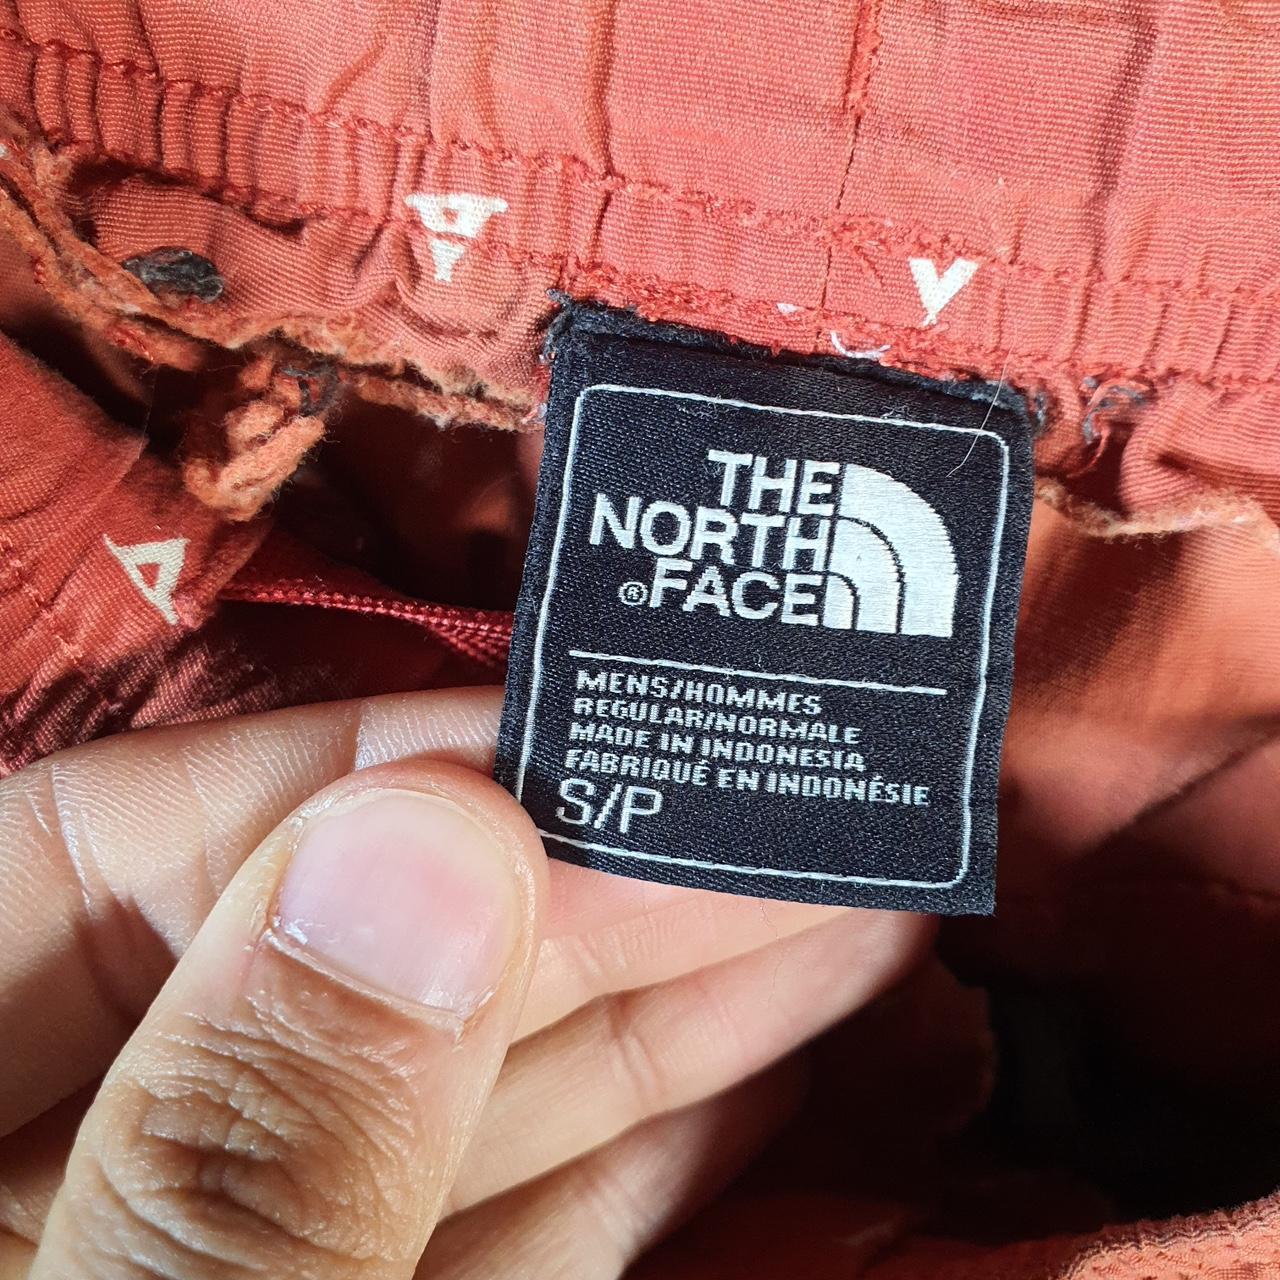 THE
NORTH
®FACE
MENS/HOMMES
REGULAR/NORMALE
MADE IN INDONESIA
FABRIQUÉ EN INDONÉSIE
S/P